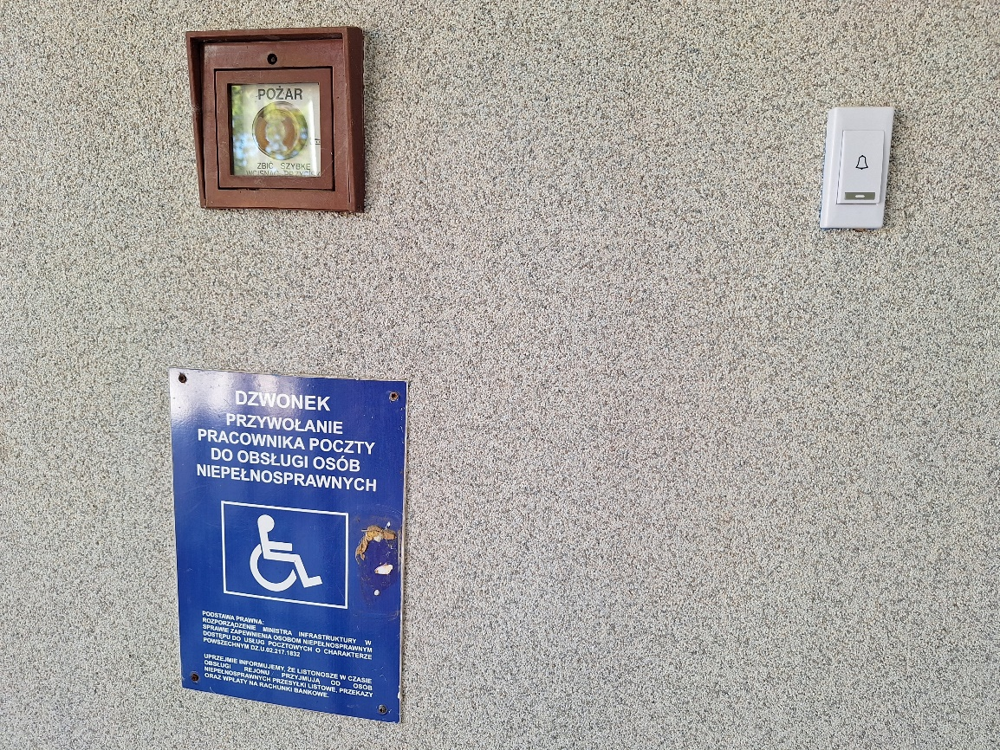 POŻAR
ZBIĆ SZYBKĘ
WCISNĄĆ PRZYCISK
DZWONEK
PRZYWOŁANIE
PRACOWNIKA POCZTY
DO OBSŁUGI OSÓB
NIEPEŁNOSPRAWNYCH
PODSTAWA PRAWNA:
ROZPORZĄDZENIE MINISTRA INFRASTRUKTURY W
SPRAWIE ZAPEWNIENIA OSOBOM NIEPEŁNOSPRAWNYM
DOSTĘPU DO USŁUG POCZTOWYCH O CHARAKTERZE
POWSZECHNYM DZ.U.02.217.1832
UPRZEJMIE INFORMUJEMY, ŻE LISTONOSZE W CZASIE
OBSŁUGI REJONU PRZYJMUJĄ OD OSÓB
NIEPEŁNOSPRAWNYCH PRZESYŁKI LISTOWE, PRZEKAZY
ORAZ WPŁATY NA RACHUNKI BANKOWE.